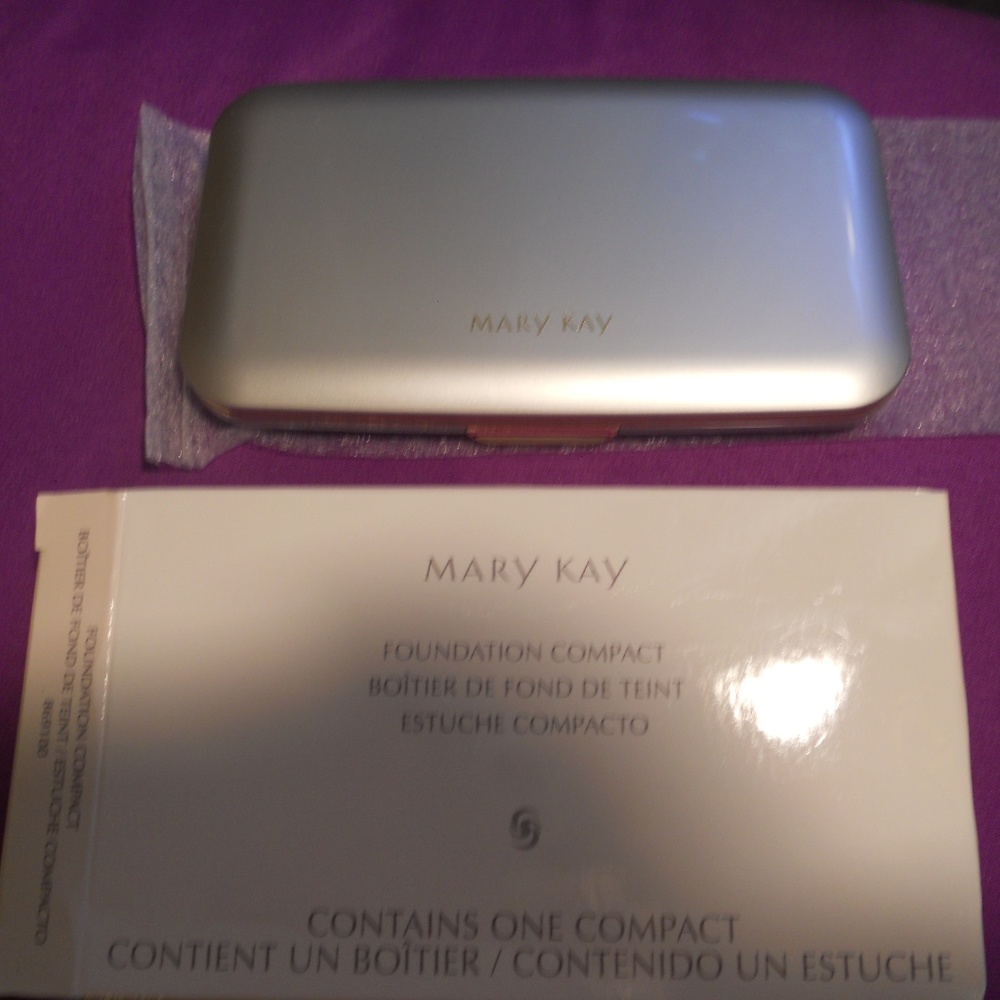 MARY KAY
MARY KAY
FOUNDATION COMPACT
BOÎTIER DE FOND DE TEINT
ESTUCHE COMPACTO
CONTAINS ONE COMPACT
CONTIENT UN BOÎTIER / CONTENIDO UN ESTUCHE
FOUNDATION COMPACT
BOÎTIER DE FOND DE TEINT / ESTUCHE COMPACTO